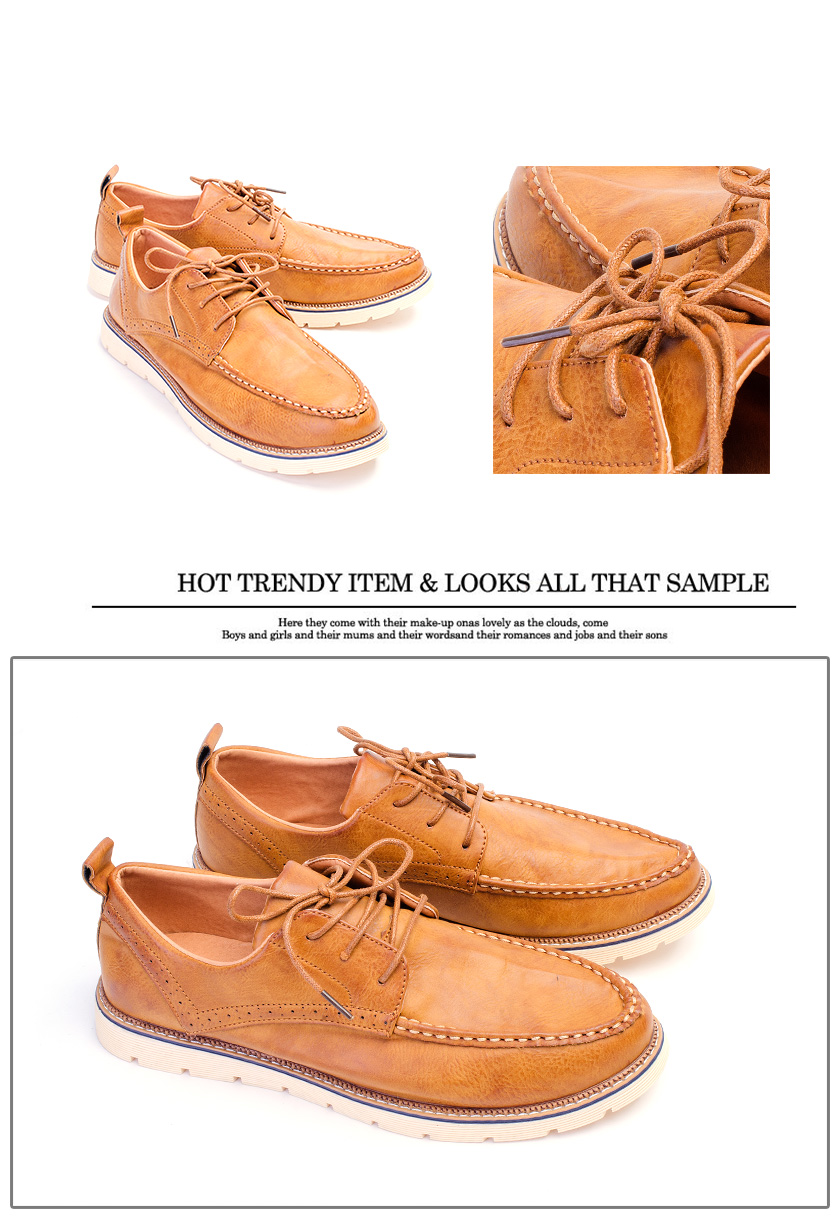 HOT TRENDY ITEM & LOOKS ALL THAT SAMPLE
Here they come with their make-up onas lovely as the clouds, come
Boys and girls and their mums and their wordsand their romances and jobs and their sons